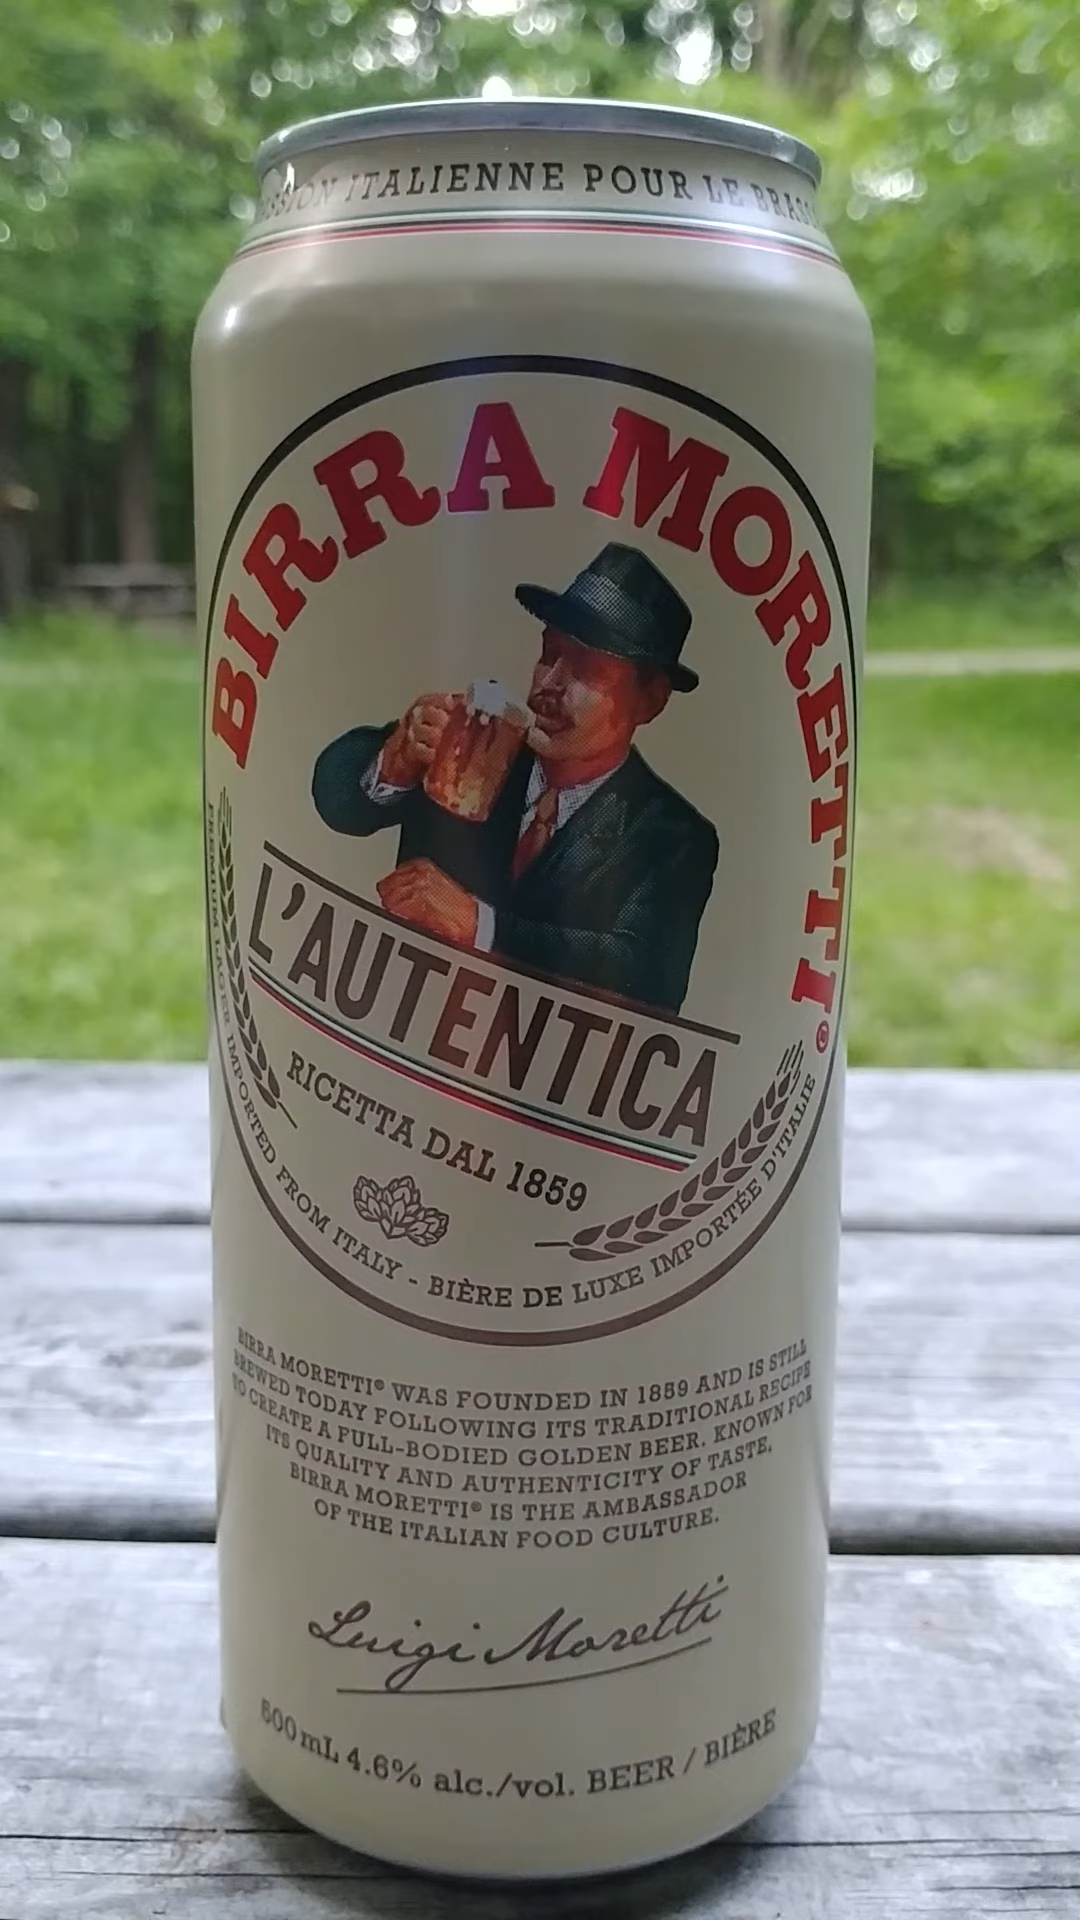 ITALIENNE POUR LE
BIRRA MORETTI®
L'AUTENTICA
RICETTA DAL 1859
PREMIUM LAGER IMPORTED FROM ITALY - BIÈRE DE LUXE IMPORTÉE D'ITALIE
BIRRA MORETTI® WAS FOUNDED IN 1859 AND IS STILL
BREWED TODAY FOLLOWING ITS TRADITIONAL RECIPE
TO CREATE A FULL-BODIED GOLDEN BEER. KNOWN FOR
ITS QUALITY AND AUTHENTICITY OF TASTE,
BIRRA MORETTI® IS THE AMBASSADOR
OF THE ITALIAN FOOD CULTURE.
Luigi Moretti
500 mL 4.6% alc./vol. BEER / BIÈRE